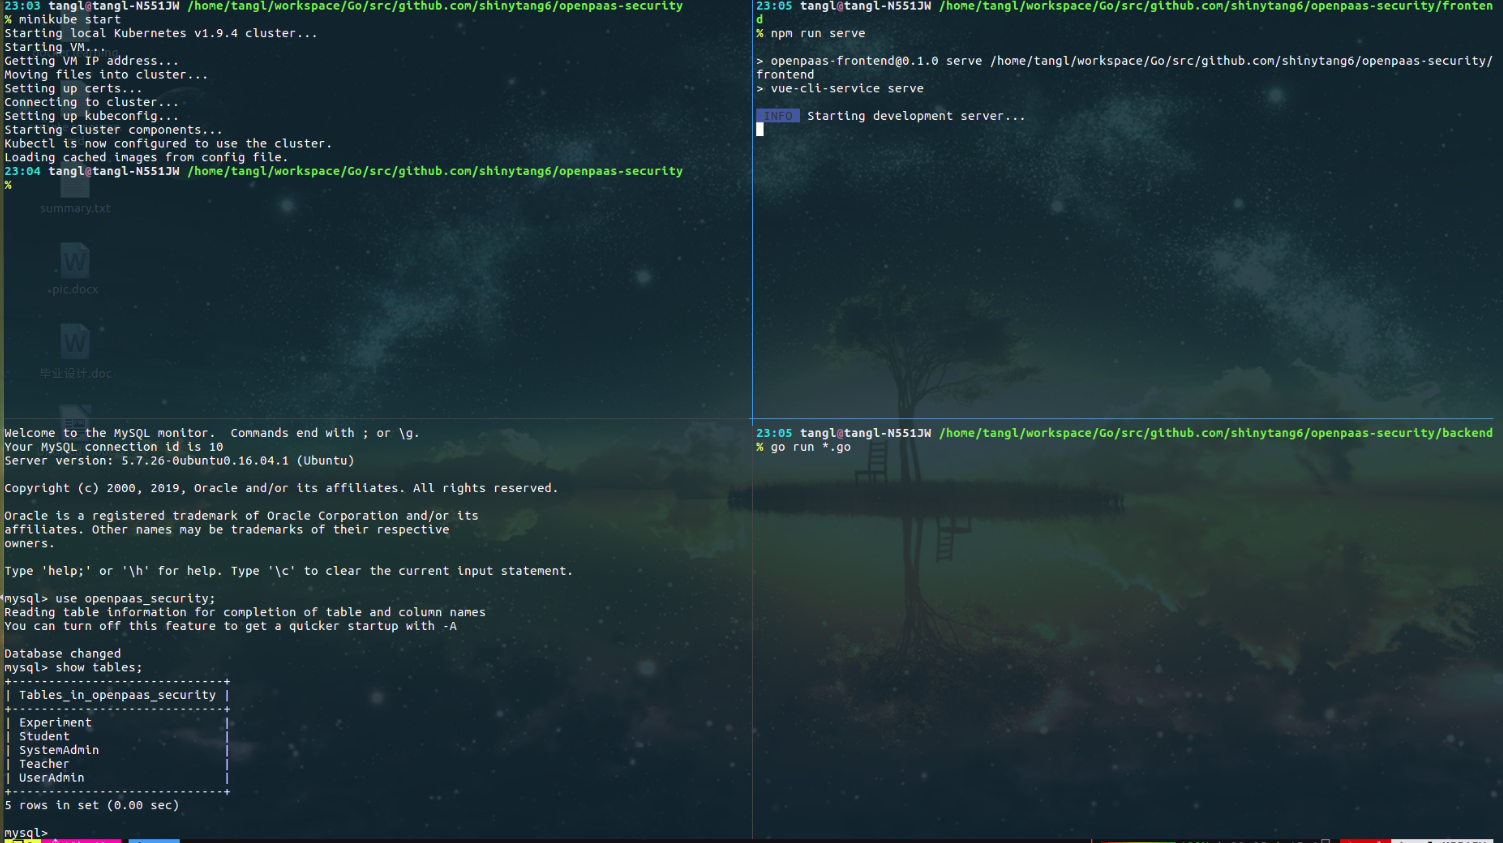 23:03 tangl@tangl-N551JW /home/tangl/workspace/Go/src/github.com/shinytang6/openpaas-security
% minikube start
Starting local Kubernetes v1.9.4 cluster...
Starting VM...
Getting VM IP address...
Moving files into cluster...
Setting up certs...
Connecting to cluster...
Setting up kubeconfig...
Starting cluster components...
Kubectl is now configured to use the cluster.
Loading cached images from config file.
23:04 tangl@tangl-N551JW /home/tangl/workspace/Go/src/github.com/shinytang6/openpaas-security
%
summary.txt
pic.docx
毕业设计.doc
23:05 tangl@tangl-N551JW /home/tangl/workspace/Go/src/github.com/shinytang6/openpaas-security/fronten
d
% npm run serve
> openpaas-frontend@0.1.0 serve /home/tangl/workspace/Go/src/github.com/shinytang6/openpaas-security/
frontend
> vue-cli-service serve
INFO Starting development server...
Welcome to the MySQL monitor.  Commands end with ; or \g.
Your MySQL connection id is 10
Server version: 5.7.26-0ubuntu0.16.04.1 (Ubuntu)
Copyright (c) 2000, 2019, Oracle and/or its affiliates. All rights reserved.
Oracle is a registered trademark of Oracle Corporation and/or its
affiliates. Other names may be trademarks of their respective
owners.
Type 'help;' or '\h' for help. Type '\c' to clear the current input statement.
mysql> use openpaas_security;
Reading table information for completion of table and column names
You can turn off this feature to get a quicker startup with -A
Database changed
mysql> show tables;
+-----------------------------+
| Tables_in_openpaas_security |
+-----------------------------+
| Experiment |
| Student |
| SystemAdmin |
| Teacher |
| UserAdmin |
+-----------------------------+
5 rows in set (0.00 sec)
mysql>
23:05 tangl@tangl-N551JW /home/tangl/workspace/Go/src/github.com/shinytang6/openpaas-security/backend
% go run *.go